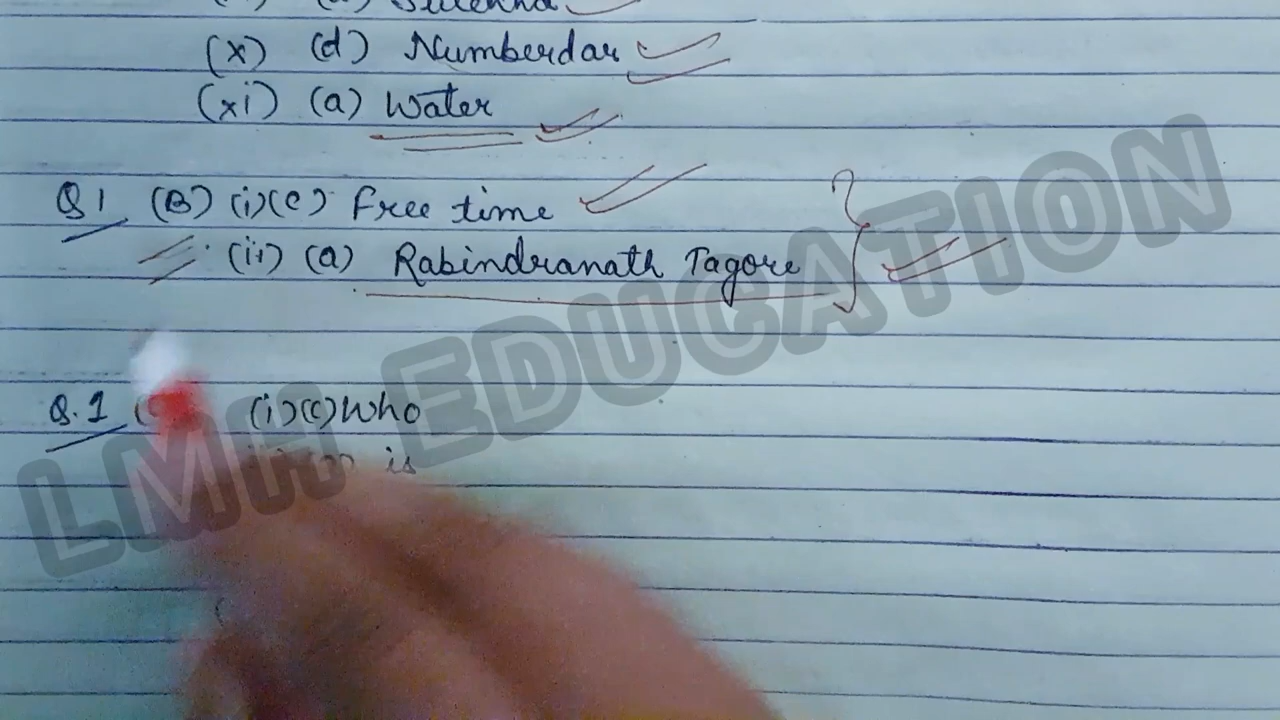 (x) (d) Numberdar
(xi) (a) Water
Q1 (B) (i)(c) Free time
(ii) (a) Rabindranath Tagore
Q.1 (i)(c) Who
is
LMH EDUCATION